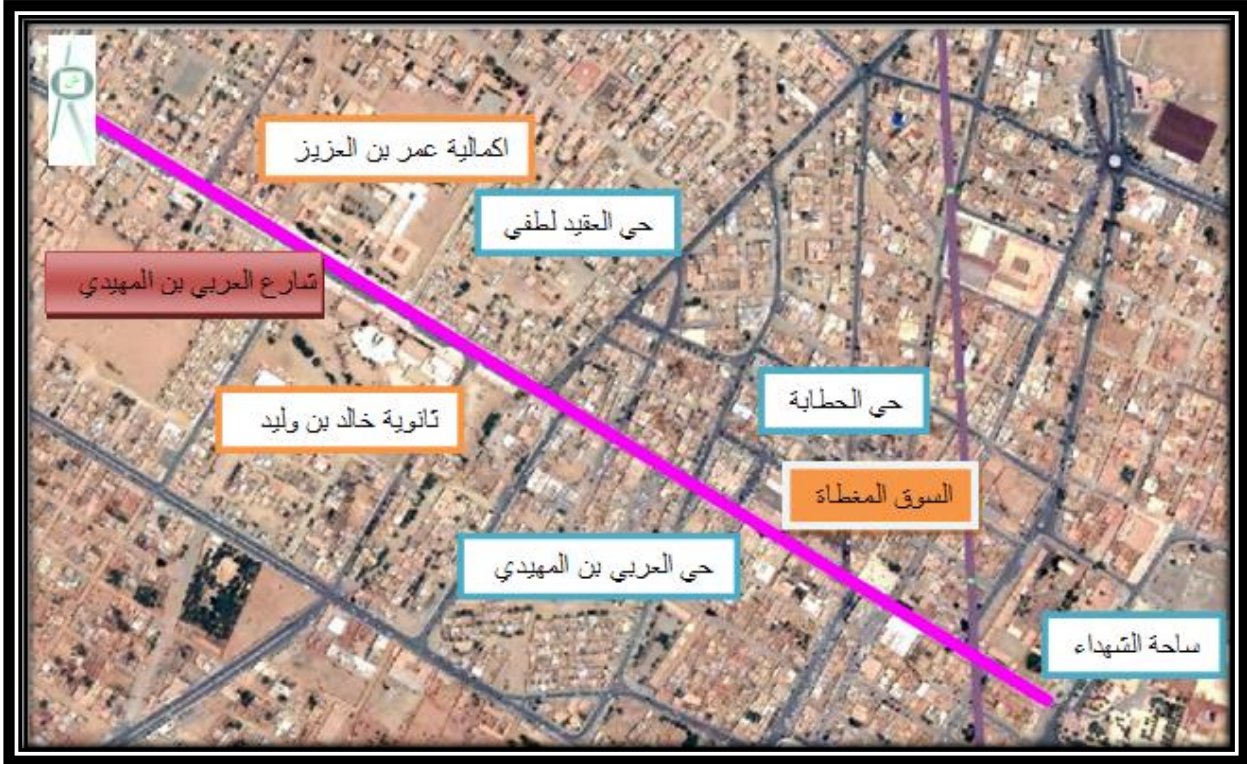 ش
اكمالية عمر بن العزيز
حي العقيد لطفي
شارع العربي بن المهيدي
حي الحطابة
ثانوية خالد بن وليد
السوق المغطاة
حي العربي بن المهيدي
ساحة الشهداء